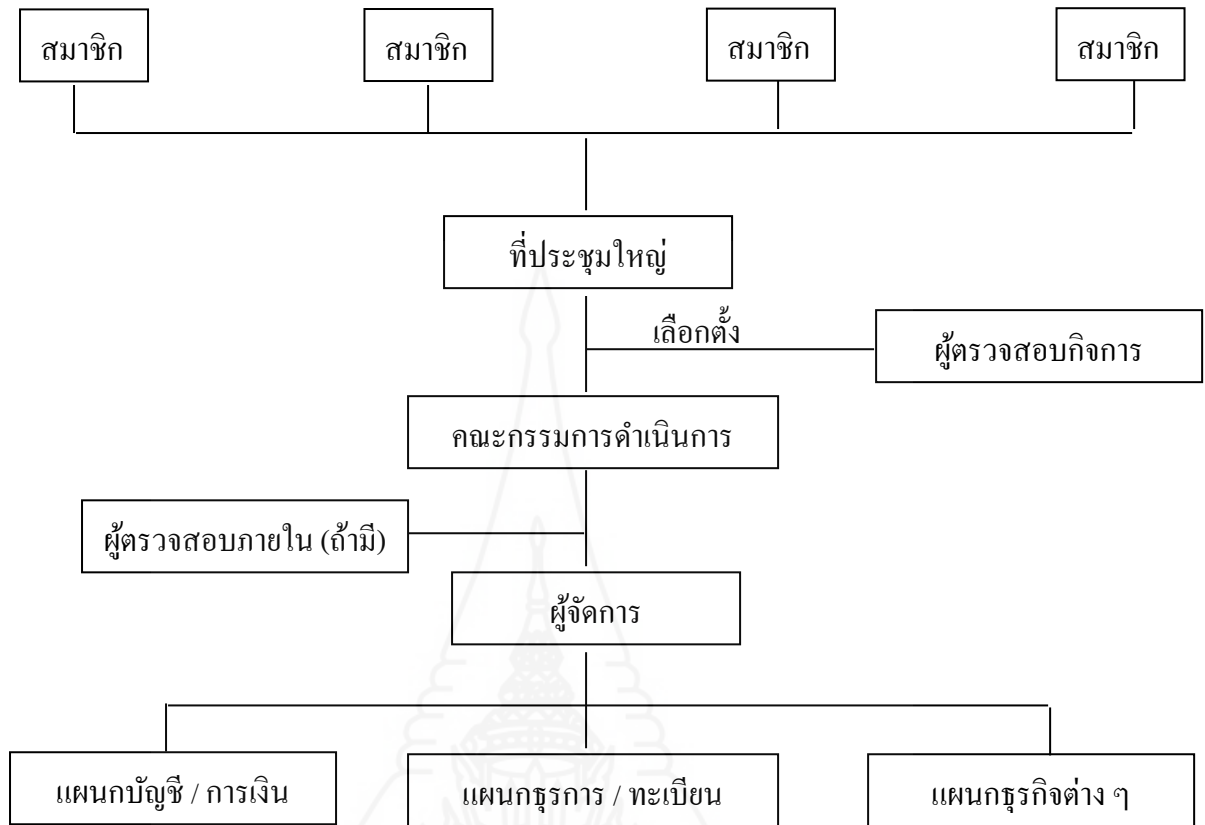 สมาชิก
สมาชิก
สมาชิก
สมาชิก
ที่ประชุมใหญ่
เลือกตั้ง
ผู้ตรวจสอบกิจการ
คณะกรรมการดำเนินการ
ผู้ตรวจสอบภายใน (ถ้ามี)
ผู้จัดการ
แผนกบัญชี / การเงิน
แผนกธุรการ / ทะเบียน
แผนกธุรกิจต่าง ๆ